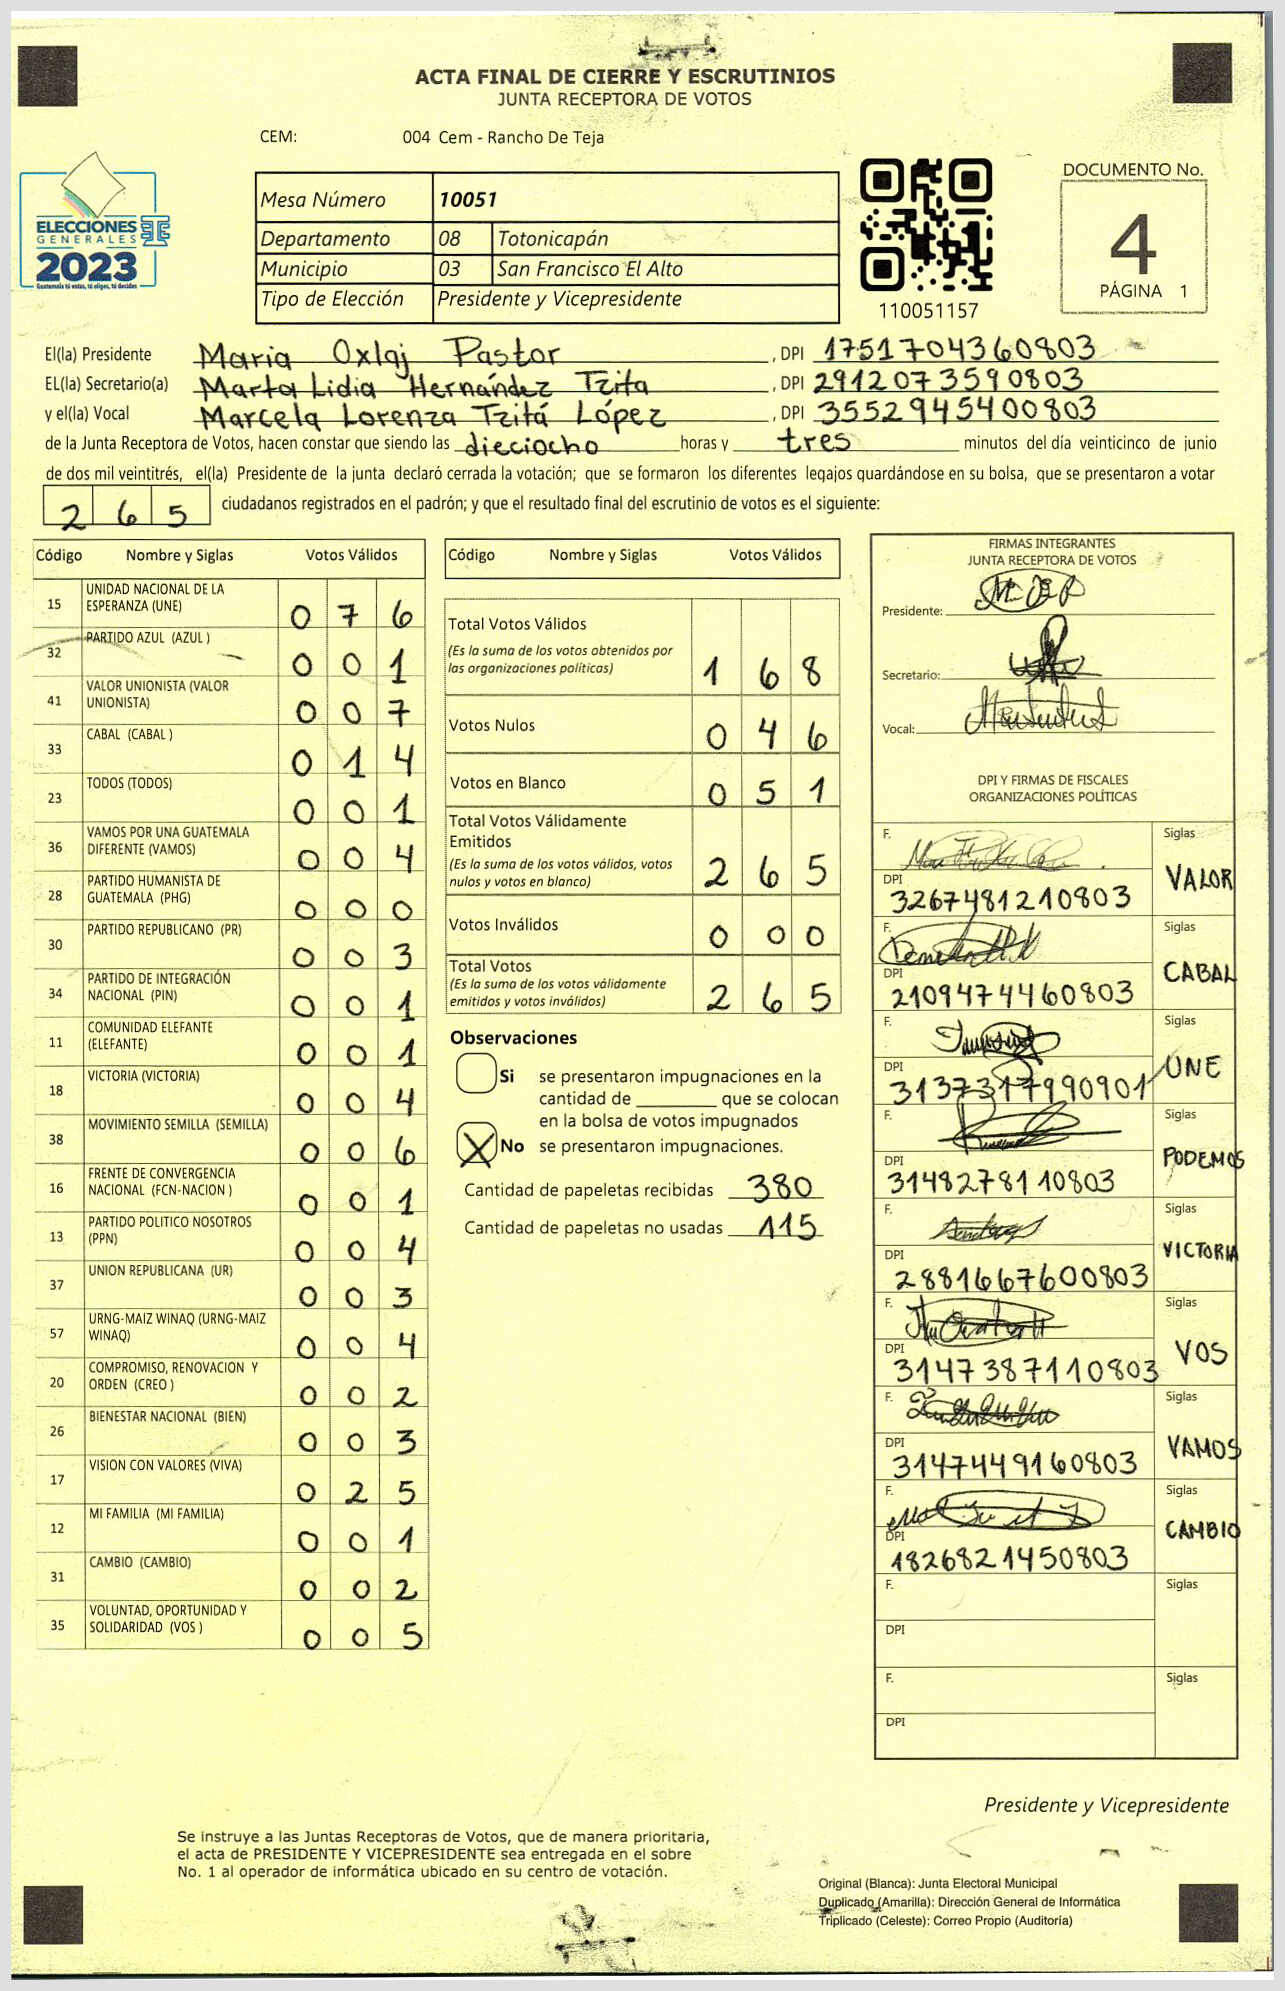 ACTA FINAL DE CIERRE Y ESCRUTINIOS
JUNTA RECEPTORA DE VOTOS
CEM: 004 Cem - Rancho De Teja
ELECCIONES
GENERALES
2023
Guatemala tú votas, tú eliges, tú decides
Mesa Número 10051
Departamento 08 Totonicapán
Municipio 03 San Francisco El Alto
Tipo de Elección Presidente y Vicepresidente
110051157
DOCUMENTO No.
4
PÁGINA 1
El(la) Presidente Maria Oxlaj Pastor, DPI 1751704360803
EL(la) Secretario(a) Marta Lidia Hernández Tzita, DPI 2912073590803
y el(la) Vocal Marcela Lorenza Tzitá López, DPI 3552945400803
de la Junta Receptora de Votos, hacen constar que siendo las dieciocho horas y tres minutos del día veinticinco de junio
de dos mil veintitrés, el(la) Presidente de la junta declaró cerrada la votación; que se formaron los diferentes legajos guardándose en su bolsa, que se presentaron a votar
265 ciudadanos registrados en el padrón; y que el resultado final del escrutinio de votos es el siguiente:
Código Nombre y Siglas Votos Válidos
15 UNIDAD NACIONAL DE LA ESPERANZA (UNE) 0 7 6
32 PARTIDO AZUL (AZUL ) 0 0 1
41 VALOR UNIONISTA (VALOR UNIONISTA) 0 0 7
33 CABAL (CABAL ) 0 1 4
23 TODOS (TODOS) 0 0 1
36 VAMOS POR UNA GUATEMALA DIFERENTE (VAMOS) 0 0 4
28 PARTIDO HUMANISTA DE GUATEMALA (PHG) 0 0 0
30 PARTIDO REPUBLICANO (PR) 0 0 3
34 PARTIDO DE INTEGRACIÓN NACIONAL (PIN) 0 0 1
11 COMUNIDAD ELEFANTE (ELEFANTE) 0 0 1
18 VICTORIA (VICTORIA) 0 0 4
38 MOVIMIENTO SEMILLA (SEMILLA) 0 0 6
16 FRENTE DE CONVERGENCIA NACIONAL (FCN-NACION ) 0 0 1
13 PARTIDO POLITICO NOSOTROS (PPN) 0 0 4
37 UNION REPUBLICANA (UR) 0 0 3
57 URNG-MAIZ WINAQ (URNG-MAIZ WINAQ) 0 0 4
20 COMPROMISO, RENOVACION Y ORDEN (CREO ) 0 0 2
26 BIENESTAR NACIONAL (BIEN) 0 0 3
17 VISION CON VALORES (VIVA) 0 2 5
12 MI FAMILIA (MI FAMILIA) 0 0 1
31 CAMBIO (CAMBIO) 0 0 2
35 VOLUNTAD, OPORTUNIDAD Y SOLIDARIDAD (VOS ) 0 0 5
Código Nombre y Siglas Votos Válidos
Total Votos Válidos
(Es la suma de los votos obtenidos por las organizaciones políticas) 1 6 8
Votos Nulos 0 4 6
Votos en Blanco 0 5 1
Total Votos Válidamente Emitidos
(Es la suma de los votos válidos, votos nulos y votos en blanco) 2 6 5
Votos Inválidos 0 0 0
Total Votos
(Es la suma de los votos válidamente emitidos y votos inválidos) 2 6 5
Observaciones
Si se presentaron impugnaciones en la
cantidad de ________ que se colocan
en la bolsa de votos impugnados
X No se presentaron impugnaciones.
Cantidad de papeletas recibidas 380
Cantidad de papeletas no usadas 115
FIRMAS INTEGRANTES
JUNTA RECEPTORA DE VOTOS
Presidente:
Secretario:
Vocal:
DPI Y FIRMAS DE FISCALES
ORGANIZACIONES POLÍTICAS
F. Siglas
DPI 3267481210803 VALOR
F. Siglas
DPI 2109474460803 CABAL
F. Siglas
DPI 3137317990901 UNE
F. Siglas
DPI 3148278110803 PODEMOS
F. Siglas
DPI 2881667600803 VICTORIA
F. Siglas
DPI 3147387110803 VOS
F. Siglas
DPI 3147449160803 VAMOS
F. Siglas
DPI 1826821450803 CAMBIO
F. Siglas
DPI
F. Siglas
DPI
Presidente y Vicepresidente
Se instruye a las Juntas Receptoras de Votos, que de manera prioritaria,
el acta de PRESIDENTE Y VICEPRESIDENTE sea entregada en el sobre
No. 1 al operador de informática ubicado en su centro de votación.
Original (Blanca): Junta Electoral Municipal
Duplicado (Amarilla): Dirección General de Informática
Triplicado (Celeste): Correo Propio (Auditoría)